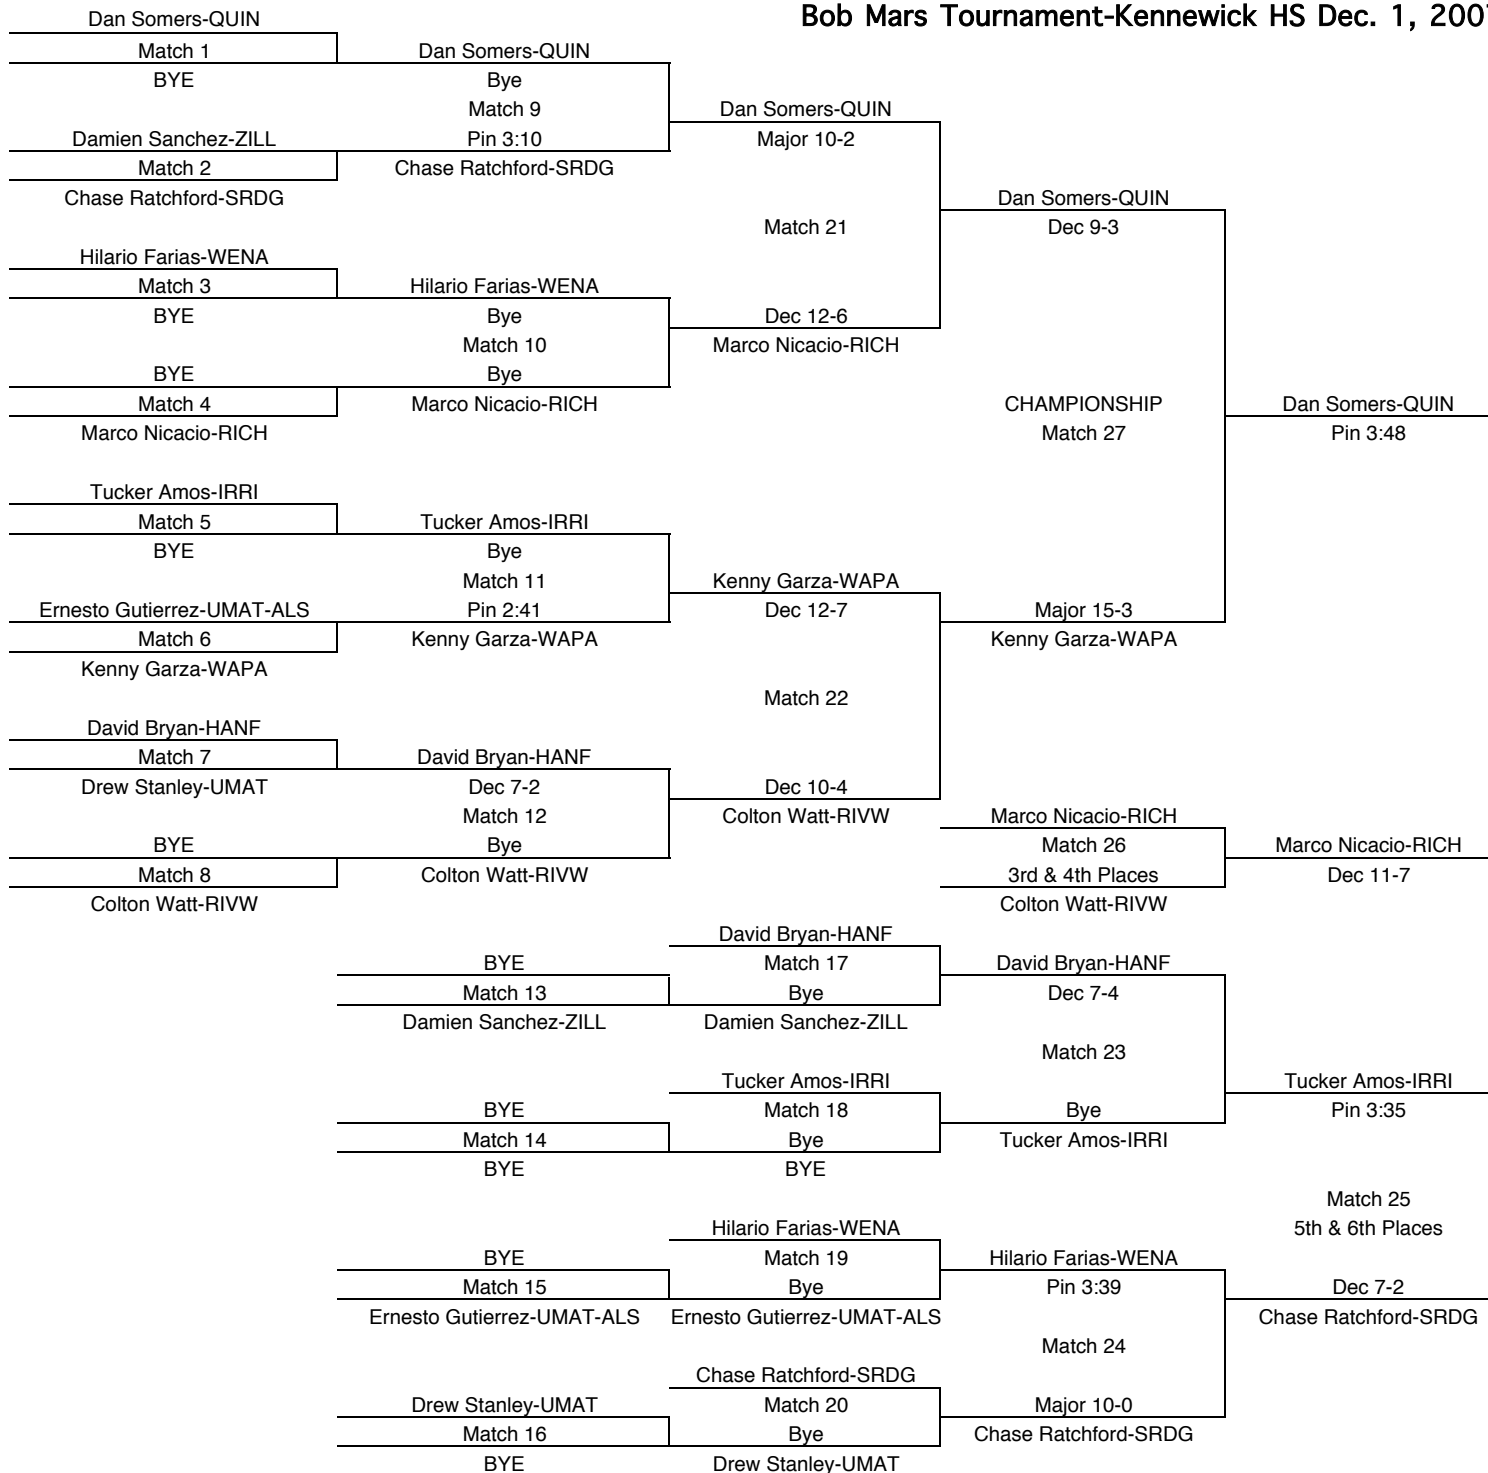 Bob Mars Tournament-Kennewick HS Dec. 1, 2007
Dan Somers-QUIN
Match 1 Dan Somers-QUIN
BYE Bye
Match 9 Dan Somers-QUIN
Damien Sanchez-ZILL Pin 3:10 Major 10-2
Match 2 Chase Ratchford-SRDG
Chase Ratchford-SRDG Dan Somers-QUIN
Match 21 Dec 9-3
Hilario Farias-WENA
Match 3 Hilario Farias-WENA
BYE Bye Dec 12-6
Match 10 Marco Nicacio-RICH
BYE Bye
Match 4 Marco Nicacio-RICH CHAMPIONSHIP Dan Somers-QUIN
Marco Nicacio-RICH Match 27 Pin 3:48
Tucker Amos-IRRI
Match 5 Tucker Amos-IRRI
BYE Bye
Match 11 Kenny Garza-WAPA
Ernesto Gutierrez-UMAT-ALS Pin 2:41 Dec 12-7 Major 15-3
Match 6 Kenny Garza-WAPA Kenny Garza-WAPA
Kenny Garza-WAPA
Match 22
David Bryan-HANF
Match 7 David Bryan-HANF
Drew Stanley-UMAT Dec 7-2 Dec 10-4
Match 12 Colton Watt-RIVW Marco Nicacio-RICH
BYE Bye Match 26 Marco Nicacio-RICH
Match 8 Colton Watt-RIVW 3rd & 4th Places Dec 11-7
Colton Watt-RIVW Colton Watt-RIVW
David Bryan-HANF
BYE Match 17 David Bryan-HANF
Match 13 Bye Dec 7-4
Damien Sanchez-ZILL Damien Sanchez-ZILL
Match 23
Tucker Amos-IRRI Tucker Amos-IRRI
BYE Match 18 Bye Pin 3:35
Match 14 Bye Tucker Amos-IRRI
BYE BYE
Match 25
Hilario Farias-WENA 5th & 6th Places
BYE Match 19 Hilario Farias-WENA
Match 15 Bye Pin 3:39 Dec 7-2
Ernesto Gutierrez-UMAT-ALS Ernesto Gutierrez-UMAT-ALS Chase Ratchford-SRDG
Match 24
Chase Ratchford-SRDG
Drew Stanley-UMAT Match 20 Major 10-0
Match 16 Bye Chase Ratchford-SRDG
BYE Drew Stanley-UMAT